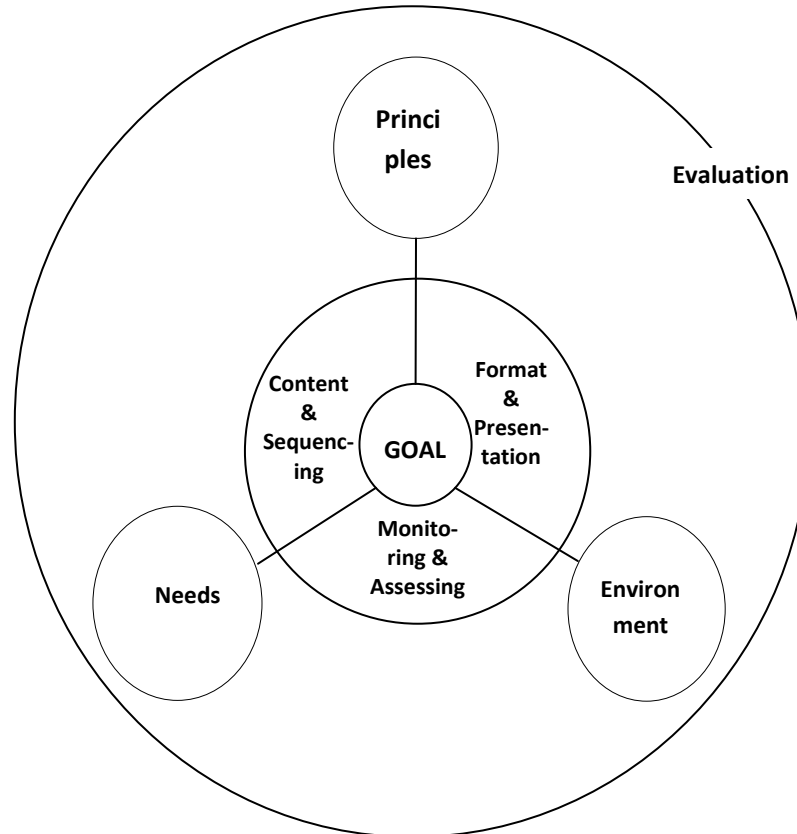 Princi
ples
Evaluation
Content
&
Sequenc-
ing
GOAL
Format
&
Presen-
tation
Monito-
ring &
Assessing
Needs
Environ
ment